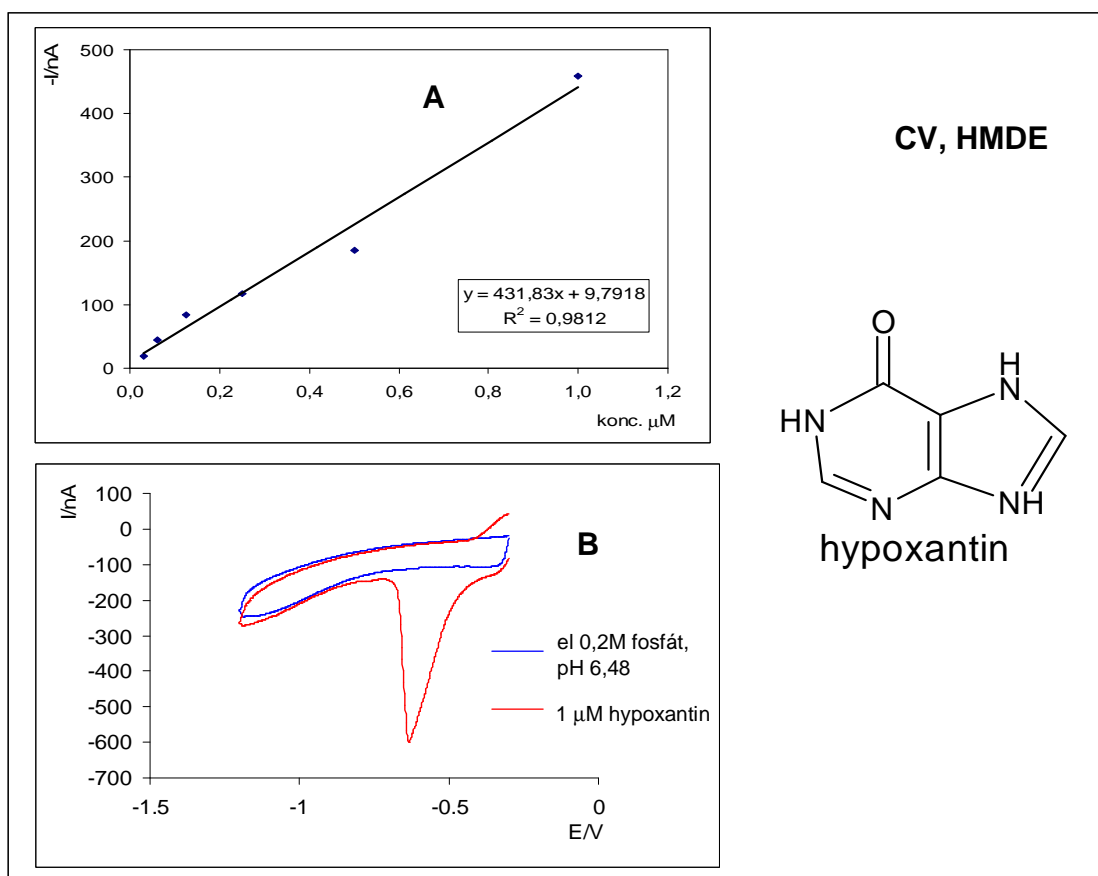 -I/nA
500
400
300
200
100
0
A
y = 431,83x + 9,7918
R² = 0,9812
0,0 0,2 0,4 0,6 0,8 1,0 1,2
konc. μM
CV, HMDE
I/nA
100
0
-100
-200
-300
-400
-500
-600
-700
B
el 0,2M fosfát,
pH 6,48
1 μM hypoxantin
-1.5 -1 -0.5 0
E/V
O
H
HN
N
N
NH
hypoxantin